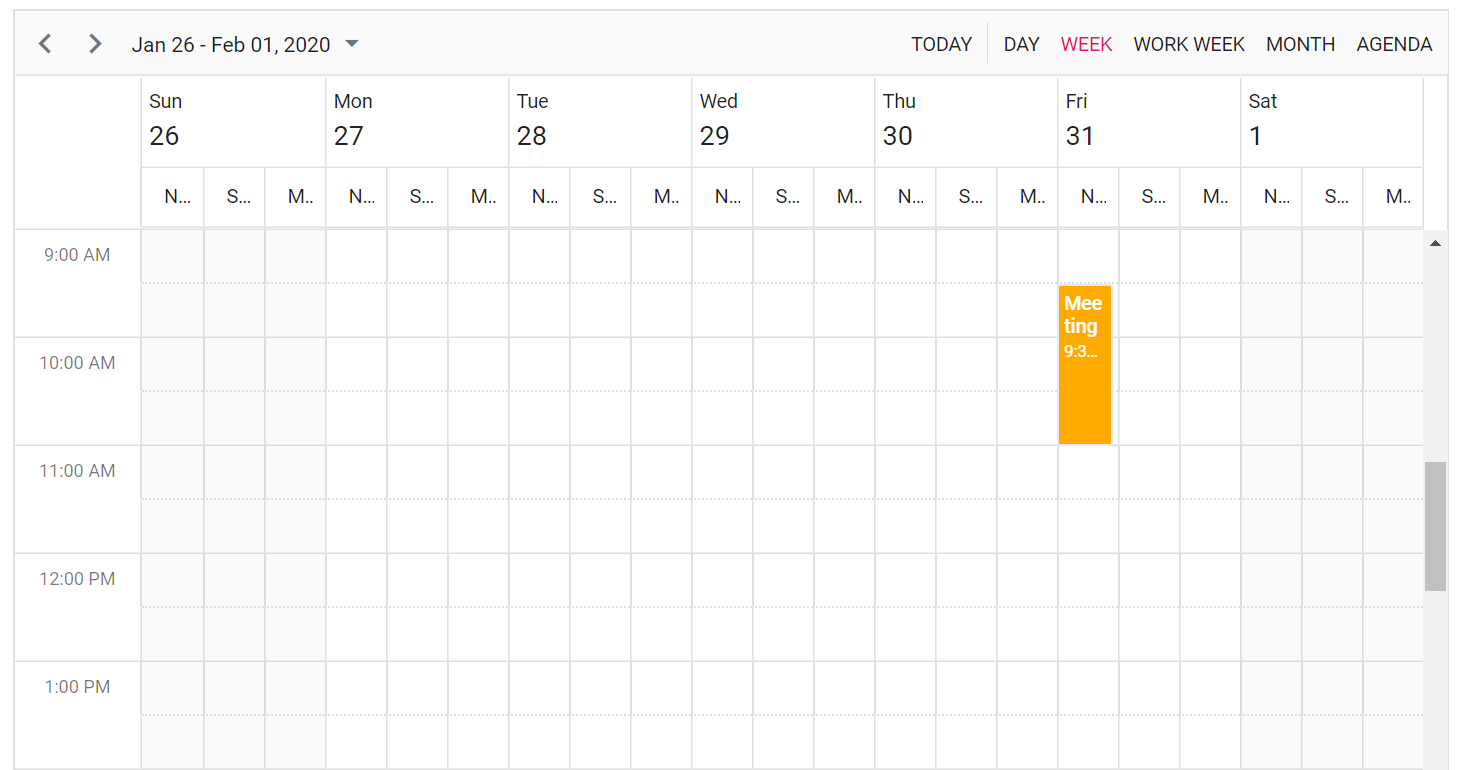 Jan 26 - Feb 01, 2020 TODAY DAY WEEK WORK WEEK MONTH AGENDA
Sun Mon Tue Wed Thu Fri Sat
26 27 28 29 30 31 1
N... S... M.. N... S... M.. N... S... M.. N... S... M.. N... S... M.. N... S... M.. N... S... M..
9:00 AM
Mee
ting
9:3...
10:00 AM
11:00 AM
12:00 PM
1:00 PM